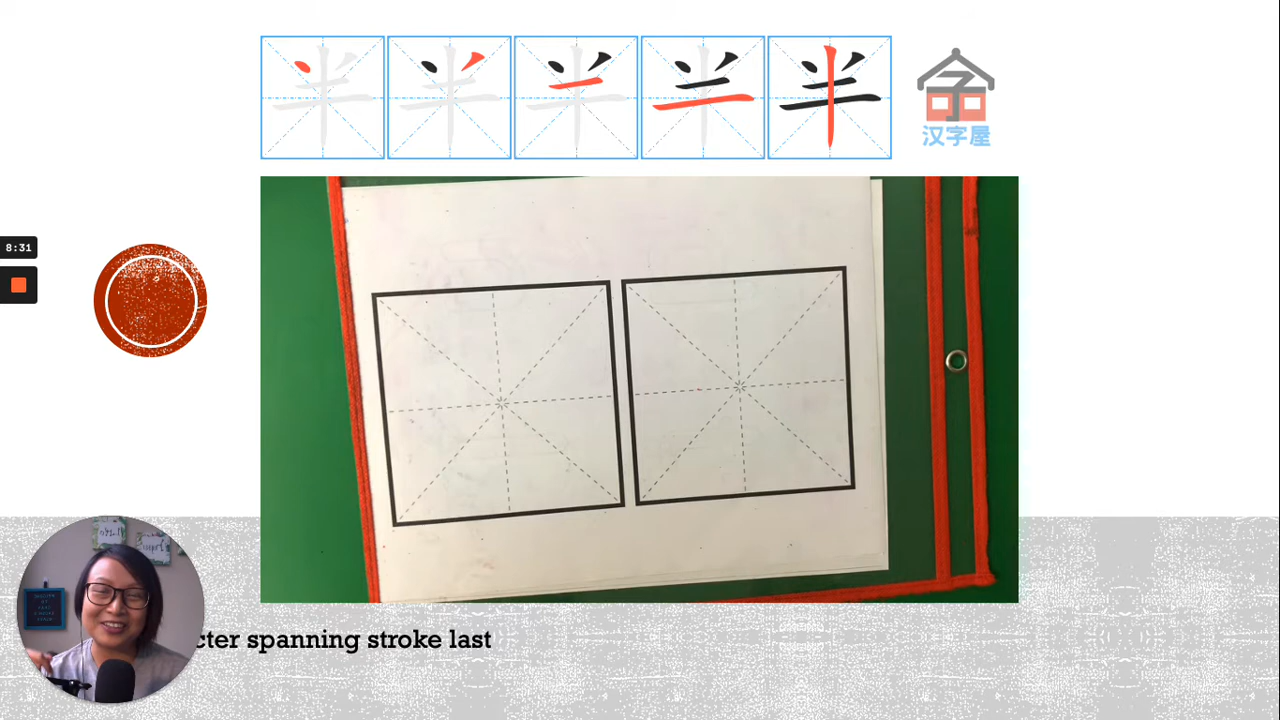 半 半 半 半 半
汉字屋
8:31
cter spanning stroke last